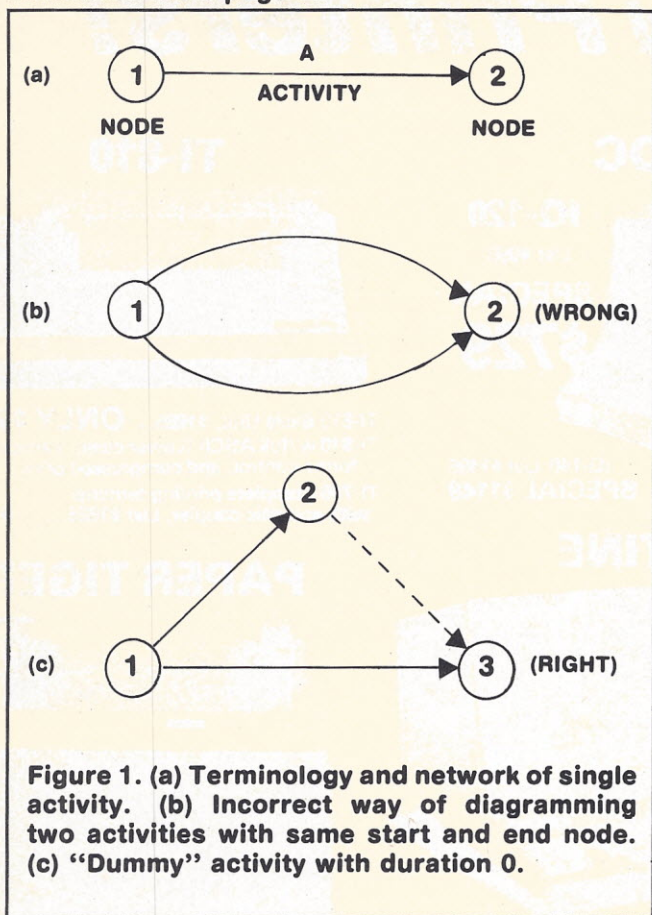 (a)
1
A
ACTIVITY
2
NODE
NODE
(b)
1
2
(WRONG)
2
(c)
1
3
(RIGHT)
Figure 1. (a) Terminology and network of single
activity. (b) Incorrect way of diagramming
two activities with same start and end node.
(c) “Dummy” activity with duration 0.